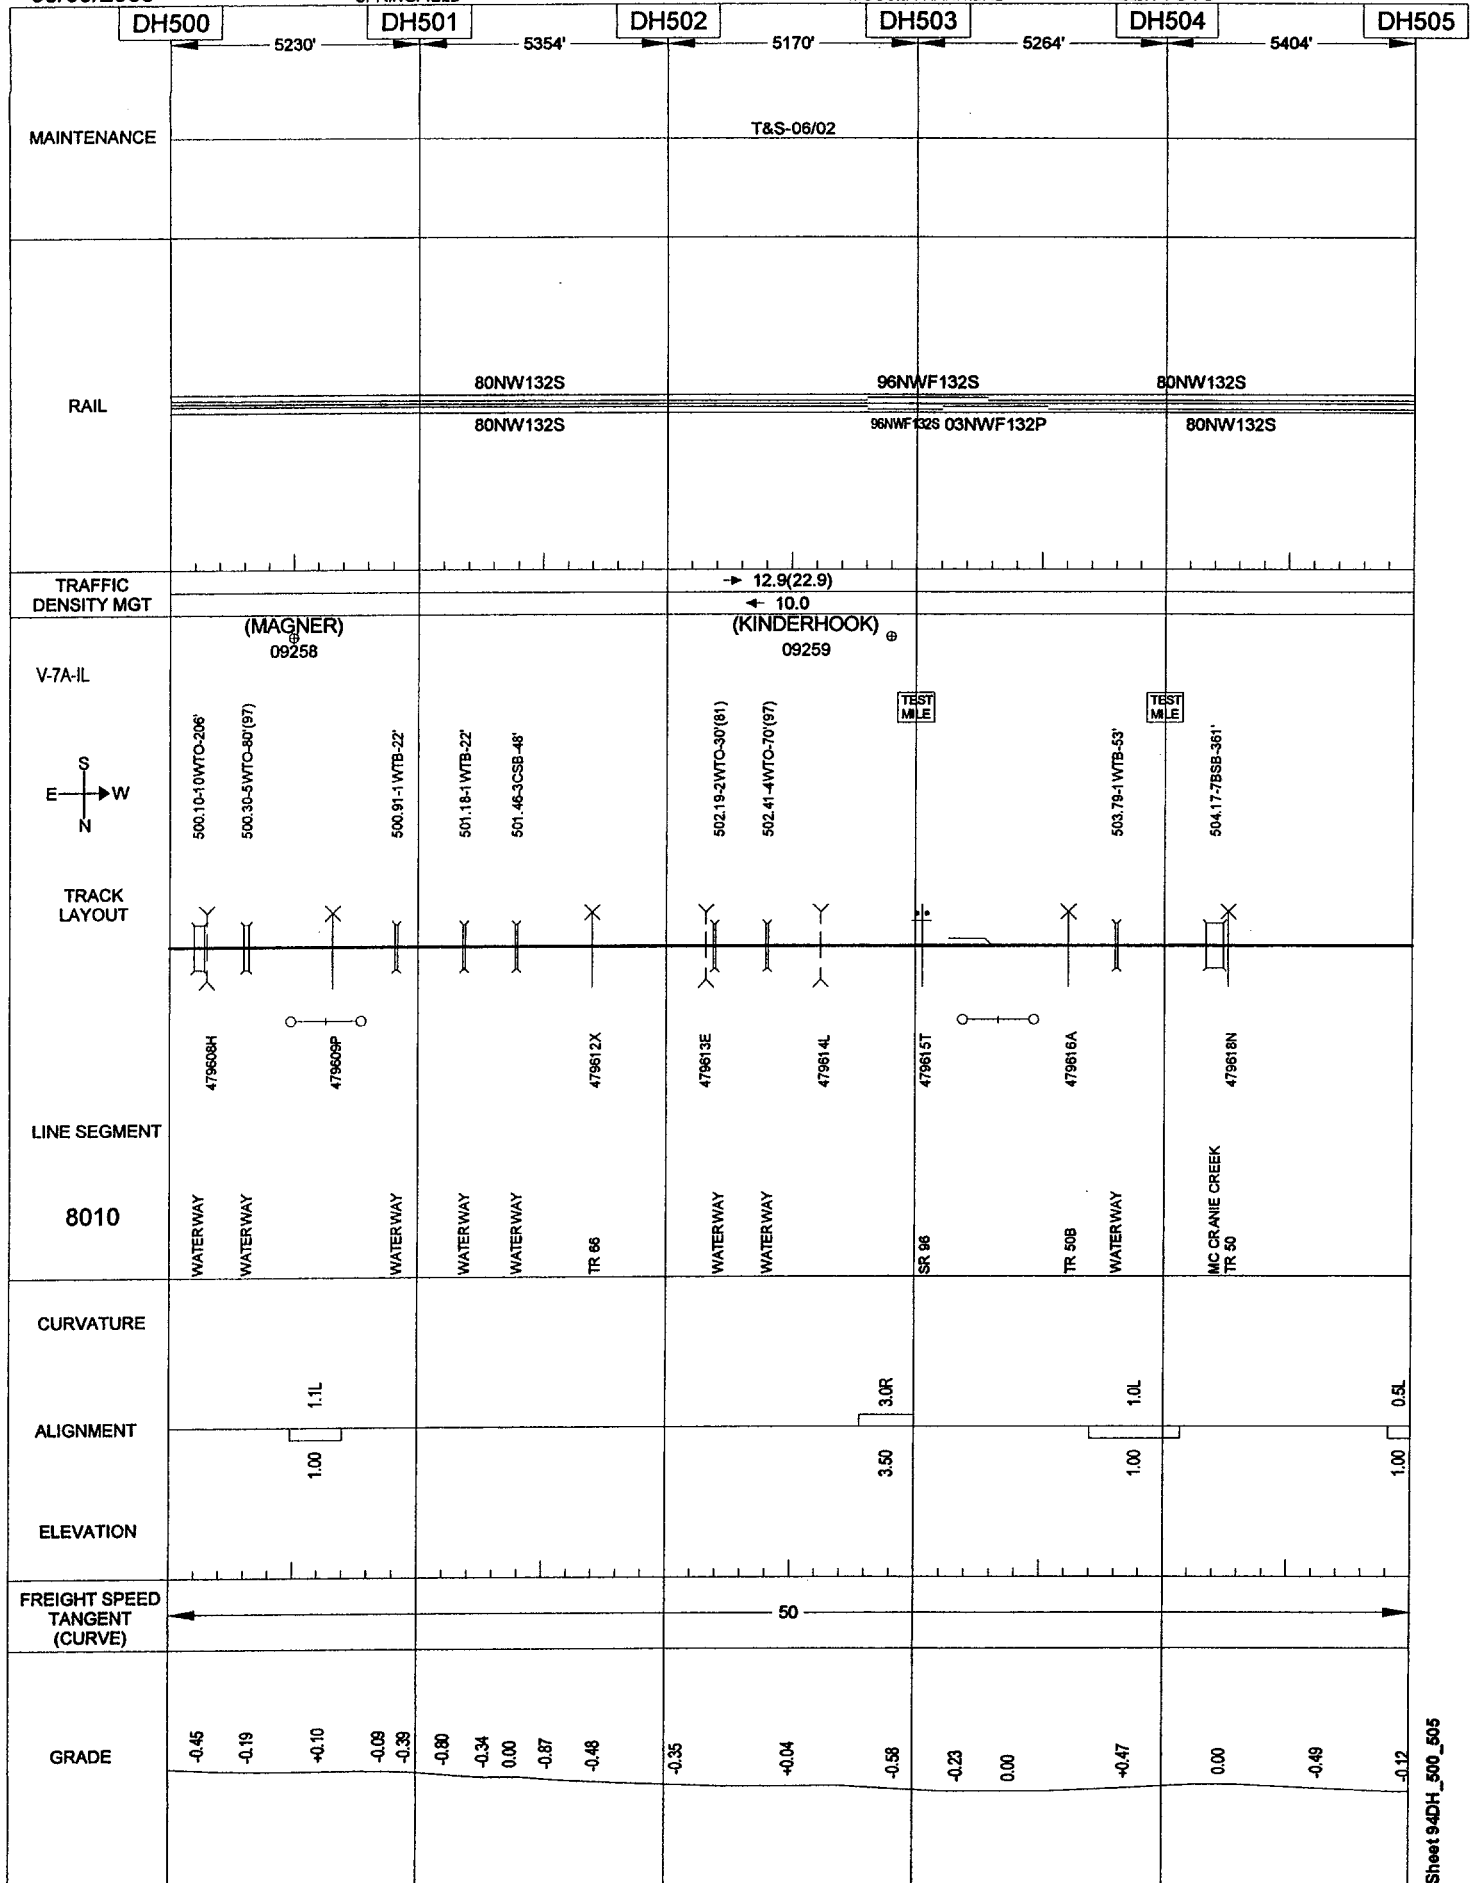 DH500 DH501 DH502 DH503 DH504 DH505
5230' 5354' 5170' 5264' 5404'
MAINTENANCE
T&S-06/02
RAIL
80NW132S 96NWF132S 80NW132S
80NW132S 96NWF132S 03NWF132P 80NW132S
TRAFFIC
DENSITY MGT
12.9(22.9)
10.0
(MAGNER)
09258
(KINDERHOOK)
09259
V-7A-IL
TEST
MILE
TEST
MILE
S
E W
N
500.10-10WTO-206'
500.30-5WTO-80'(97)
500.91-1WTB-22'
501.18-1WTB-22'
501.46-3CSB-48'
502.19-2WTO-30'(81)
502.41-4WTO-70'(97)
503.79-1WTB-53'
504.17-7BSB-361'
TRACK
LAYOUT
479608H
479609P
479612X
479613E
479614L
479615T
479616A
479618N
LINE SEGMENT
8010
WATERWAY
WATERWAY
WATERWAY
WATERWAY
WATERWAY
TR 66
WATERWAY
WATERWAY
SR 96
TR 50B
WATERWAY
MC CRANIE CREEK
TR 50
CURVATURE
1.1L
3.0R
1.0L
0.5L
ALIGNMENT
1.00
3.50
1.00
1.00
ELEVATION
FREIGHT SPEED
TANGENT
(CURVE)
50
GRADE
-0.45
-0.19
+0.10
-0.09
-0.39
-0.80
-0.34
0.00
-0.87
-0.48
-0.35
+0.04
-0.58
-0.23
0.00
+0.47
0.00
-0.49
-0.12
Sheet 94DH_500_505